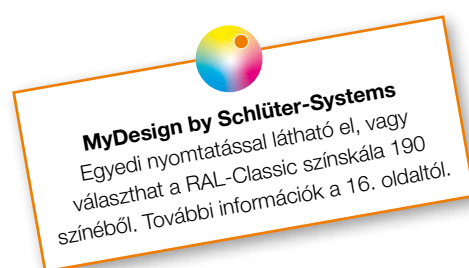 MyDesign by Schlüter-Systems
Egyedi nyomtatással látható el, vagy
választhat a RAL-Classic színskála 190
színéből. További információk a 16. oldaltól.